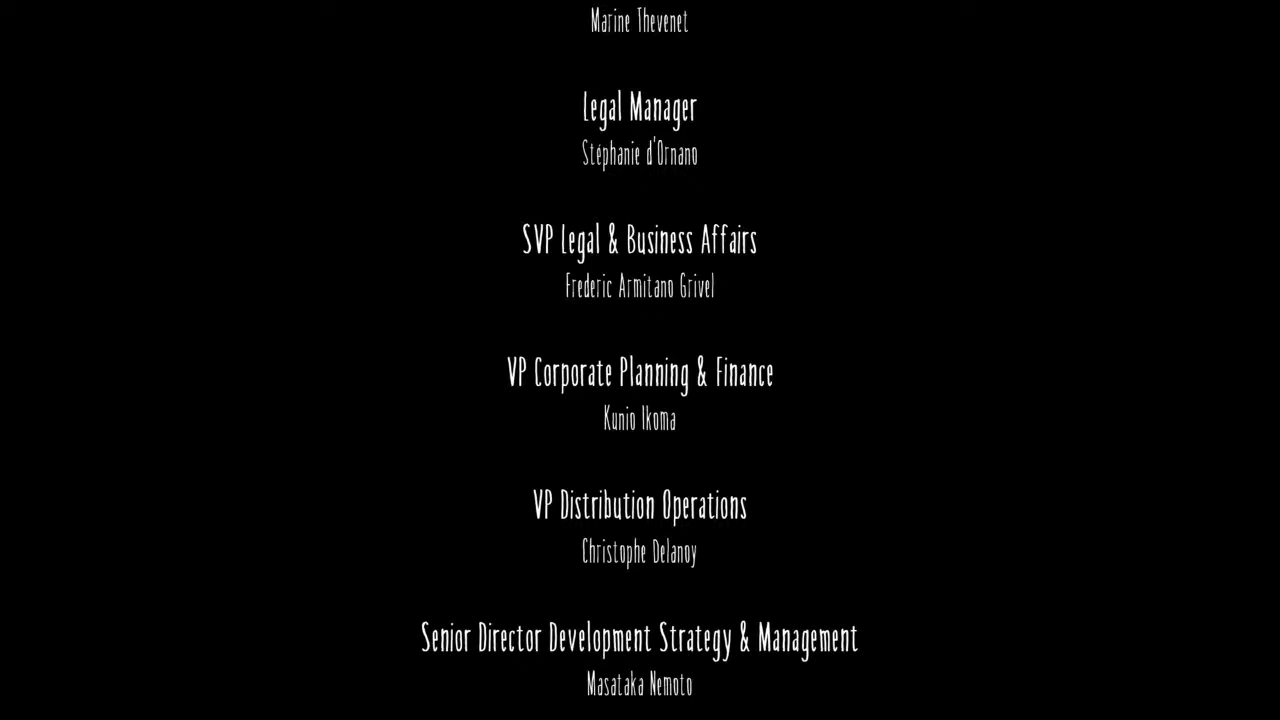 Marine Thevenet
Legal Manager
Stéphanie d'Ornano
SVP Legal & Business Affairs
Frederic Armitano Grivel
VP Corporate Planning & Finance
Kunio Ikoma
VP Distribution Operations
Christophe Delanoy
Senior Director Development Strategy & Management
Masataka Nemoto